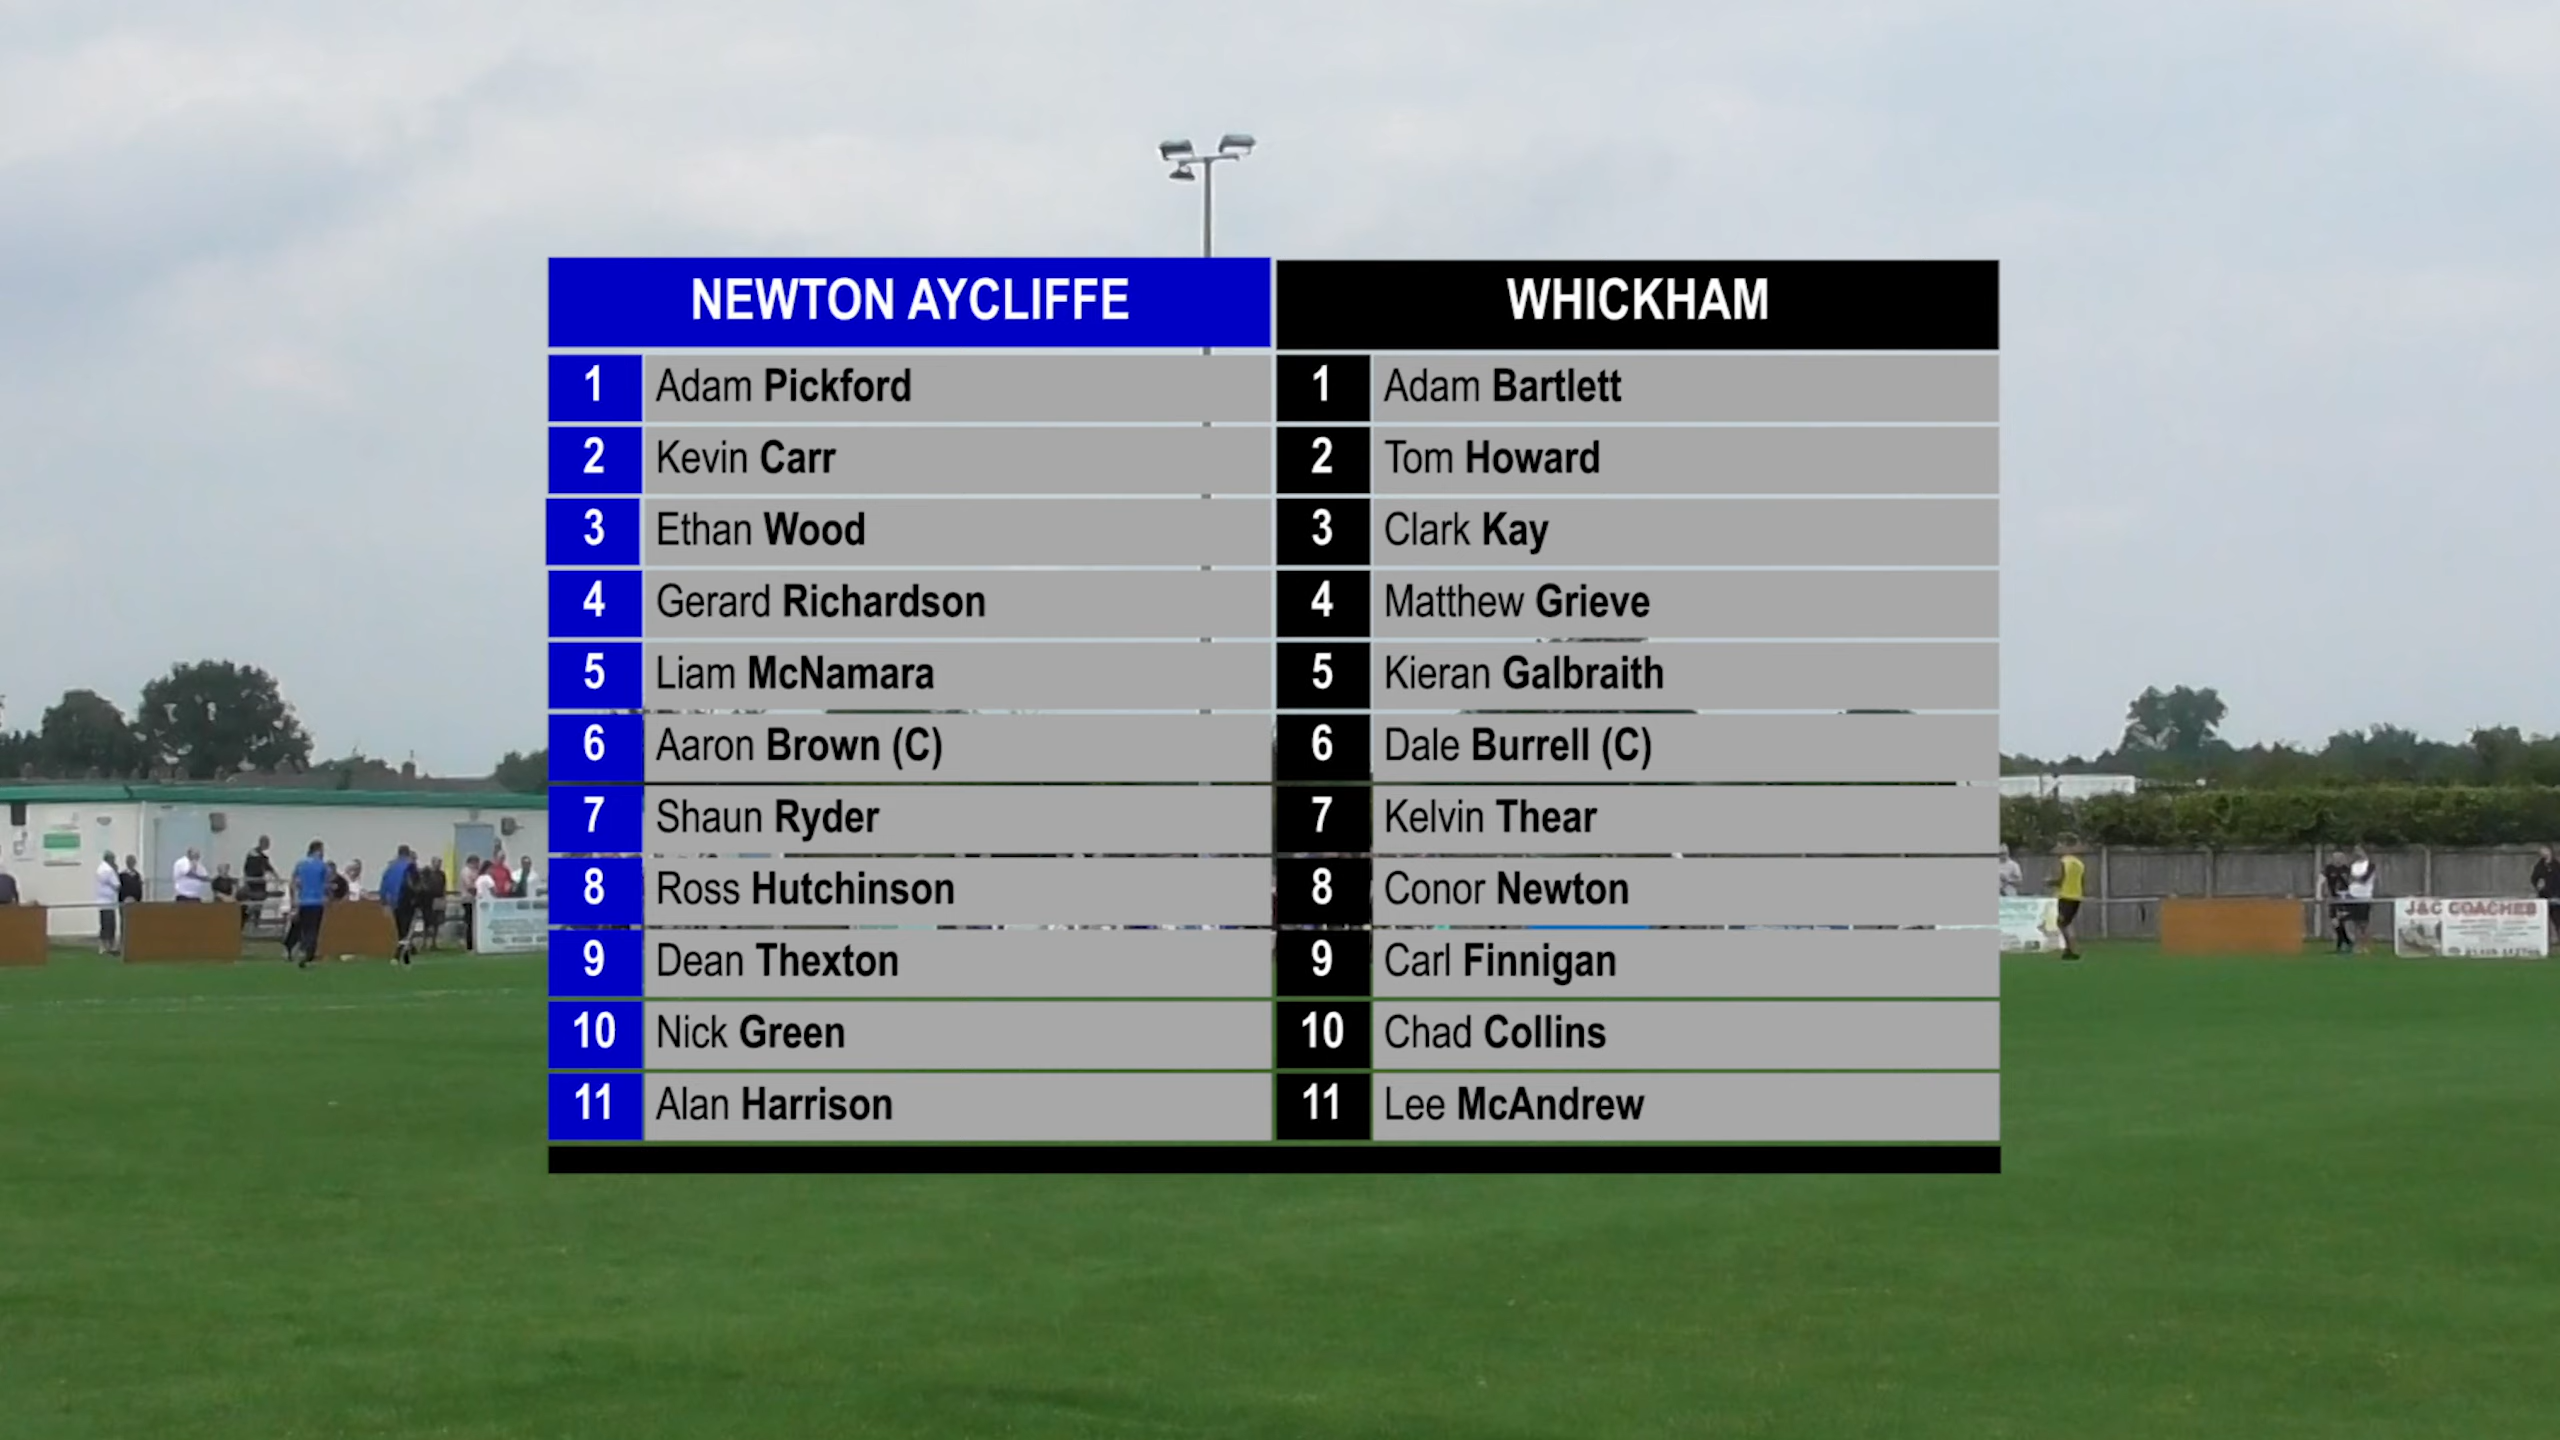 NEWTON AYCLIFFE
1 Adam Pickford
2 Kevin Carr
3 Ethan Wood
4 Gerard Richardson
5 Liam McNamara
6 Aaron Brown (C)
7 Shaun Ryder
8 Ross Hutchinson
9 Dean Thexton
10 Nick Green
11 Alan Harrison
WHICKHAM
1 Adam Bartlett
2 Tom Howard
3 Clark Kay
4 Matthew Grieve
5 Kieran Galbraith
6 Dale Burrell (C)
7 Kelvin Thear
8 Conor Newton
9 Carl Finnigan
10 Chad Collins
11 Lee McAndrew
J&C COACHES